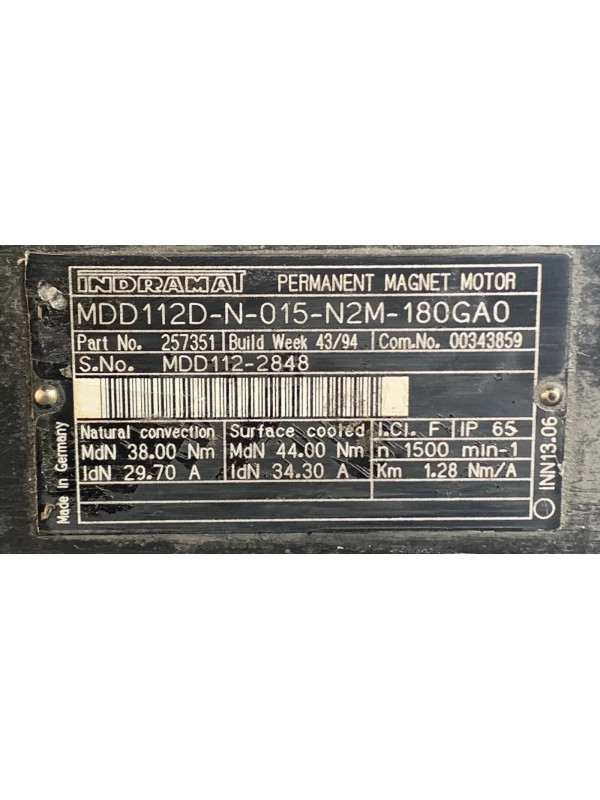 INDRAMAT PERMANENT MAGNET MOTOR
MDD112D-N-015-N2M-180GA0
Part No. 257351 Build Week 43/94 Com.No. 00343859
S.No. MDD112-2848
Natural convection Surface cooled I.Cl. F IP 65
MdN 38.00 Nm MdN 44.00 Nm n 1500 min-1
IdN 29.70 A IdN 34.30 A Km 1.28 Nm/A
Made in Germany
INN 13.06